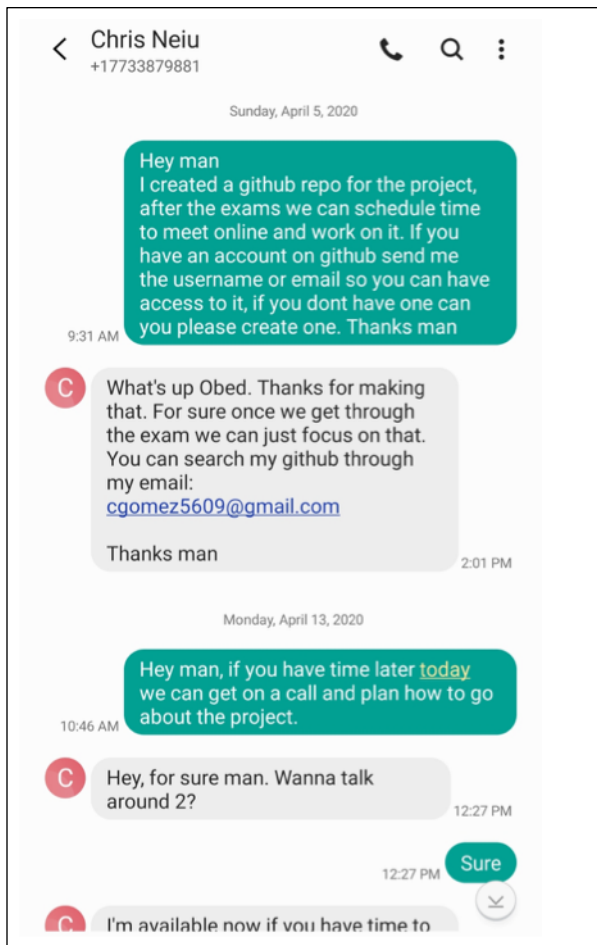 Chris Neiu
+17733879881
Sunday, April 5, 2020
Hey man
I created a github repo for the project,
after the exams we can schedule time
to meet online and work on it. If you
have an account on github send me
the username or email so you can have
access to it, if you dont have one can
you please create one. Thanks man
9:31 AM
C
What's up Obed. Thanks for making
that. For sure once we get through
the exam we can just focus on that.
You can search my github through
my email:
cgomez5609@gmail.com
Thanks man
2:01 PM
Monday, April 13, 2020
Hey man, if you have time later today
we can get on a call and plan how to go
about the project.
10:46 AM
C
Hey, for sure man. Wanna talk
around 2?
12:27 PM
Sure
12:27 PM
C
I'm available now if you have time to